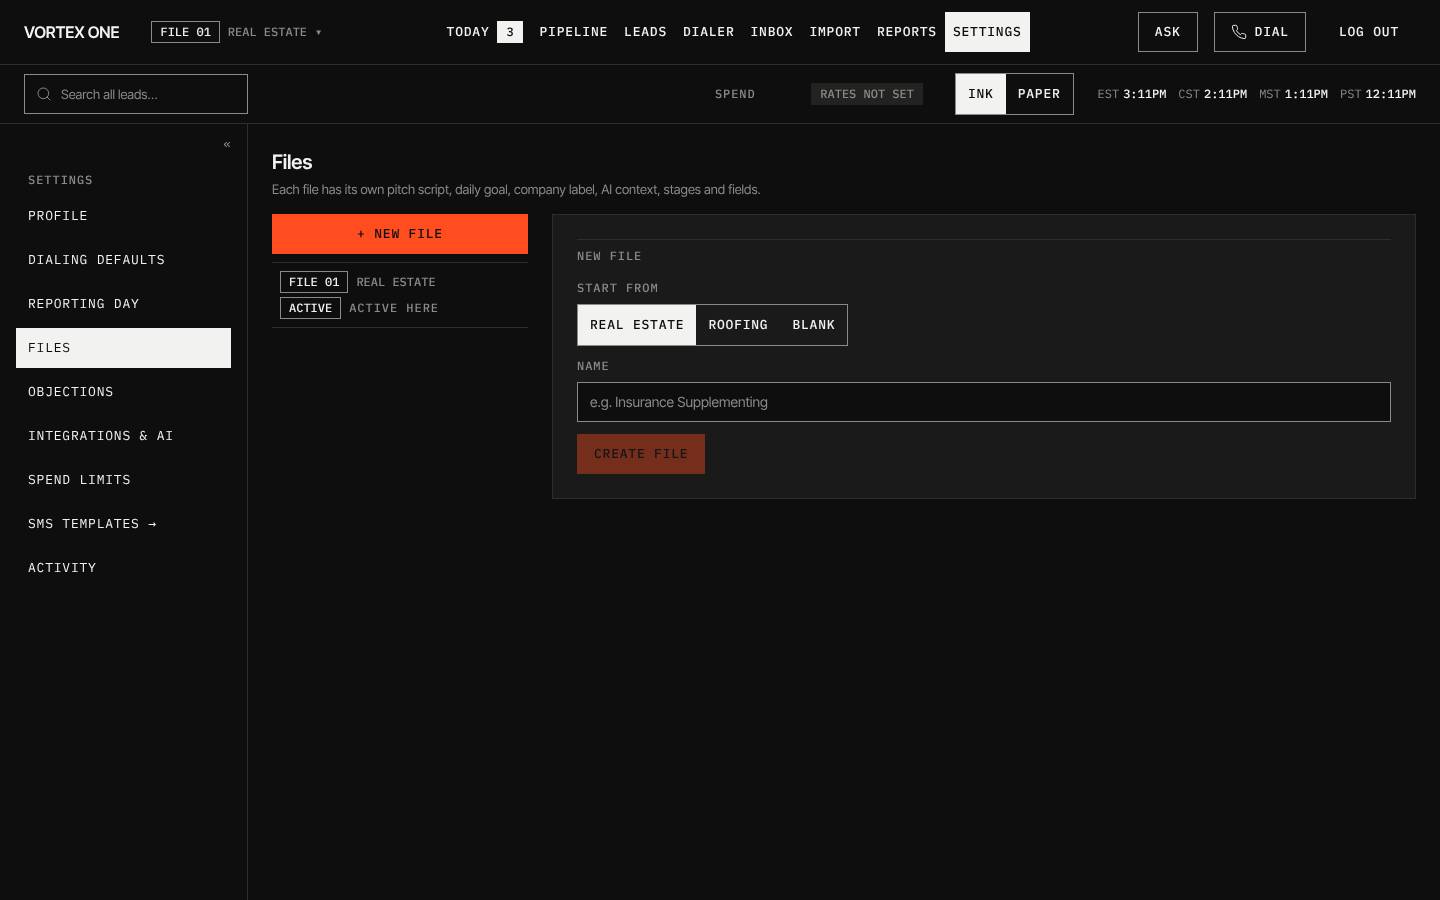 VORTEX ONE FILE 01 REAL ESTATE ▾ TODAY 3 PIPELINE LEADS DIALER INBOX IMPORT REPORTS SETTINGS ASK DIAL LOG OUT
Search all leads... SPEND RATES NOT SET INK PAPER EST 3:11PM CST 2:11PM MST 1:11PM PST 12:11PM
«
SETTINGS
PROFILE
DIALING DEFAULTS
REPORTING DAY
FILES
OBJECTIONS
INTEGRATIONS & AI
SPEND LIMITS
SMS TEMPLATES →
ACTIVITY
Files
Each file has its own pitch script, daily goal, company label, AI context, stages and fields.
+ NEW FILE
FILE 01 REAL ESTATE
ACTIVE ACTIVE HERE
NEW FILE
START FROM
REAL ESTATE ROOFING BLANK
NAME
e.g. Insurance Supplementing
CREATE FILE